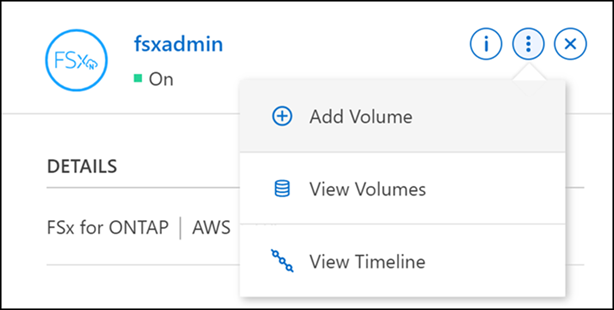 FSx N
fsxadmin
On
Add Volume
DETAILS
View Volumes
FSx for ONTAP | AWS
View Timeline